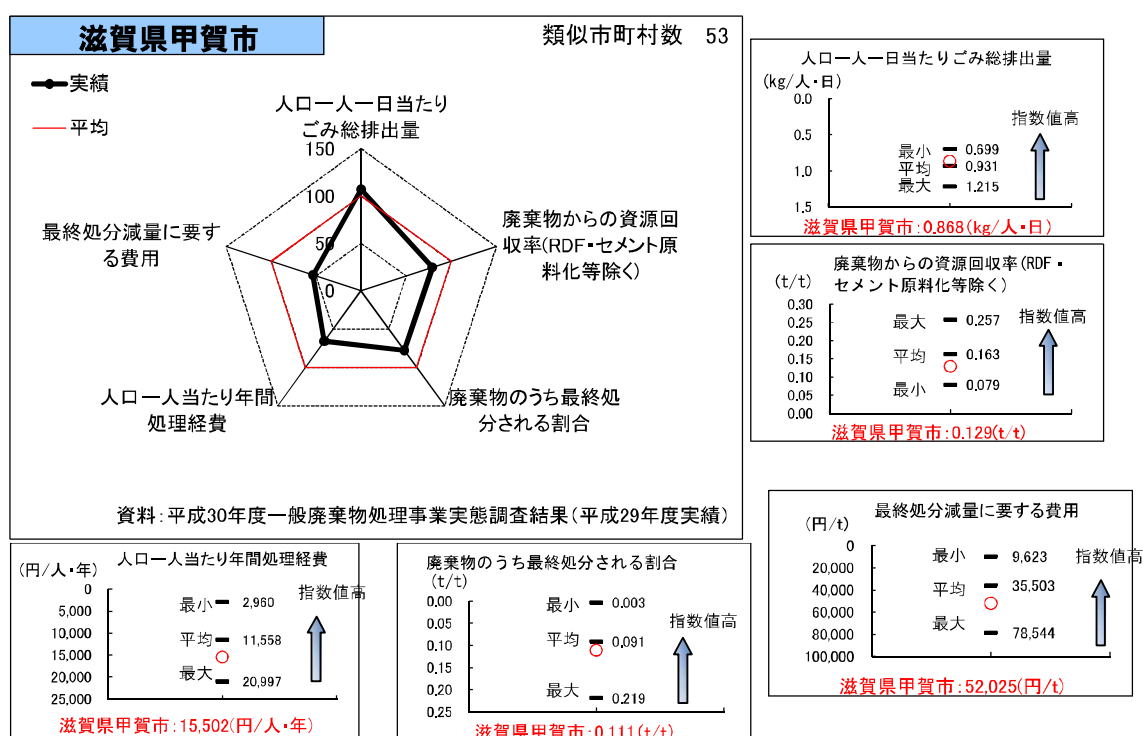 滋賀県甲賀市
類似市町村数 53
実績
平均
人口一人一日当たり
ごみ総排出量
150
100
50
0
廃棄物からの資源回
収率(RDF・セメント原
料化等除く)
最終処分減量に要す
る費用
人口一人当たり年間
処理経費
廃棄物のうち最終処
分される割合
資料:平成30年度一般廃棄物処理事業実態調査結果(平成29年度実績)
人口一人一日当たりごみ総排出量
(kg/人・日)
0.0
0.5
1.0
1.5
最小 0.699
平均 0.931
最大 1.215
指数値高
滋賀県甲賀市:0.868(kg/人・日)
廃棄物からの資源回収率(RDF・
セメント原料化等除く)
(t/t)
0.30
0.25
0.20
0.15
0.10
0.05
0.00
最大 0.257
平均 0.163
最小 0.079
指数値高
滋賀県甲賀市:0.129(t/t)
最終処分減量に要する費用
(円/t)
0
20,000
40,000
60,000
80,000
100,000
最小 9,623
平均 35,503
最大 78,544
指数値高
滋賀県甲賀市:52,025(円/t)
人口一人当たり年間処理経費
(円/人・年)
0
5,000
10,000
15,000
20,000
25,000
最小 2,960
平均 11,558
最大 20,997
指数値高
滋賀県甲賀市:15,502(円/人・年)
廃棄物のうち最終処分される割合
(t/t)
0.00
0.05
0.10
0.15
0.20
0.25
最小 0.003
平均 0.091
最大 0.219
指数値高
滋賀県甲賀市:0.111(t/t)